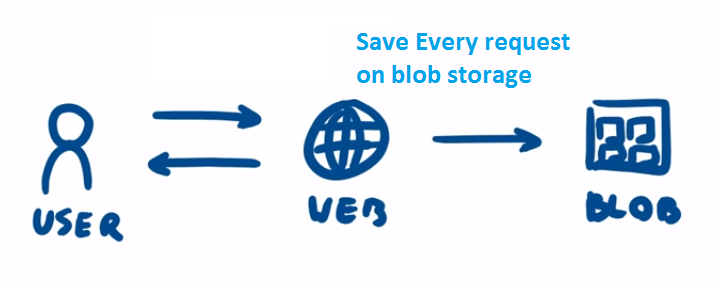 Save Every request
on blob storage
USER
WEB
BLOB